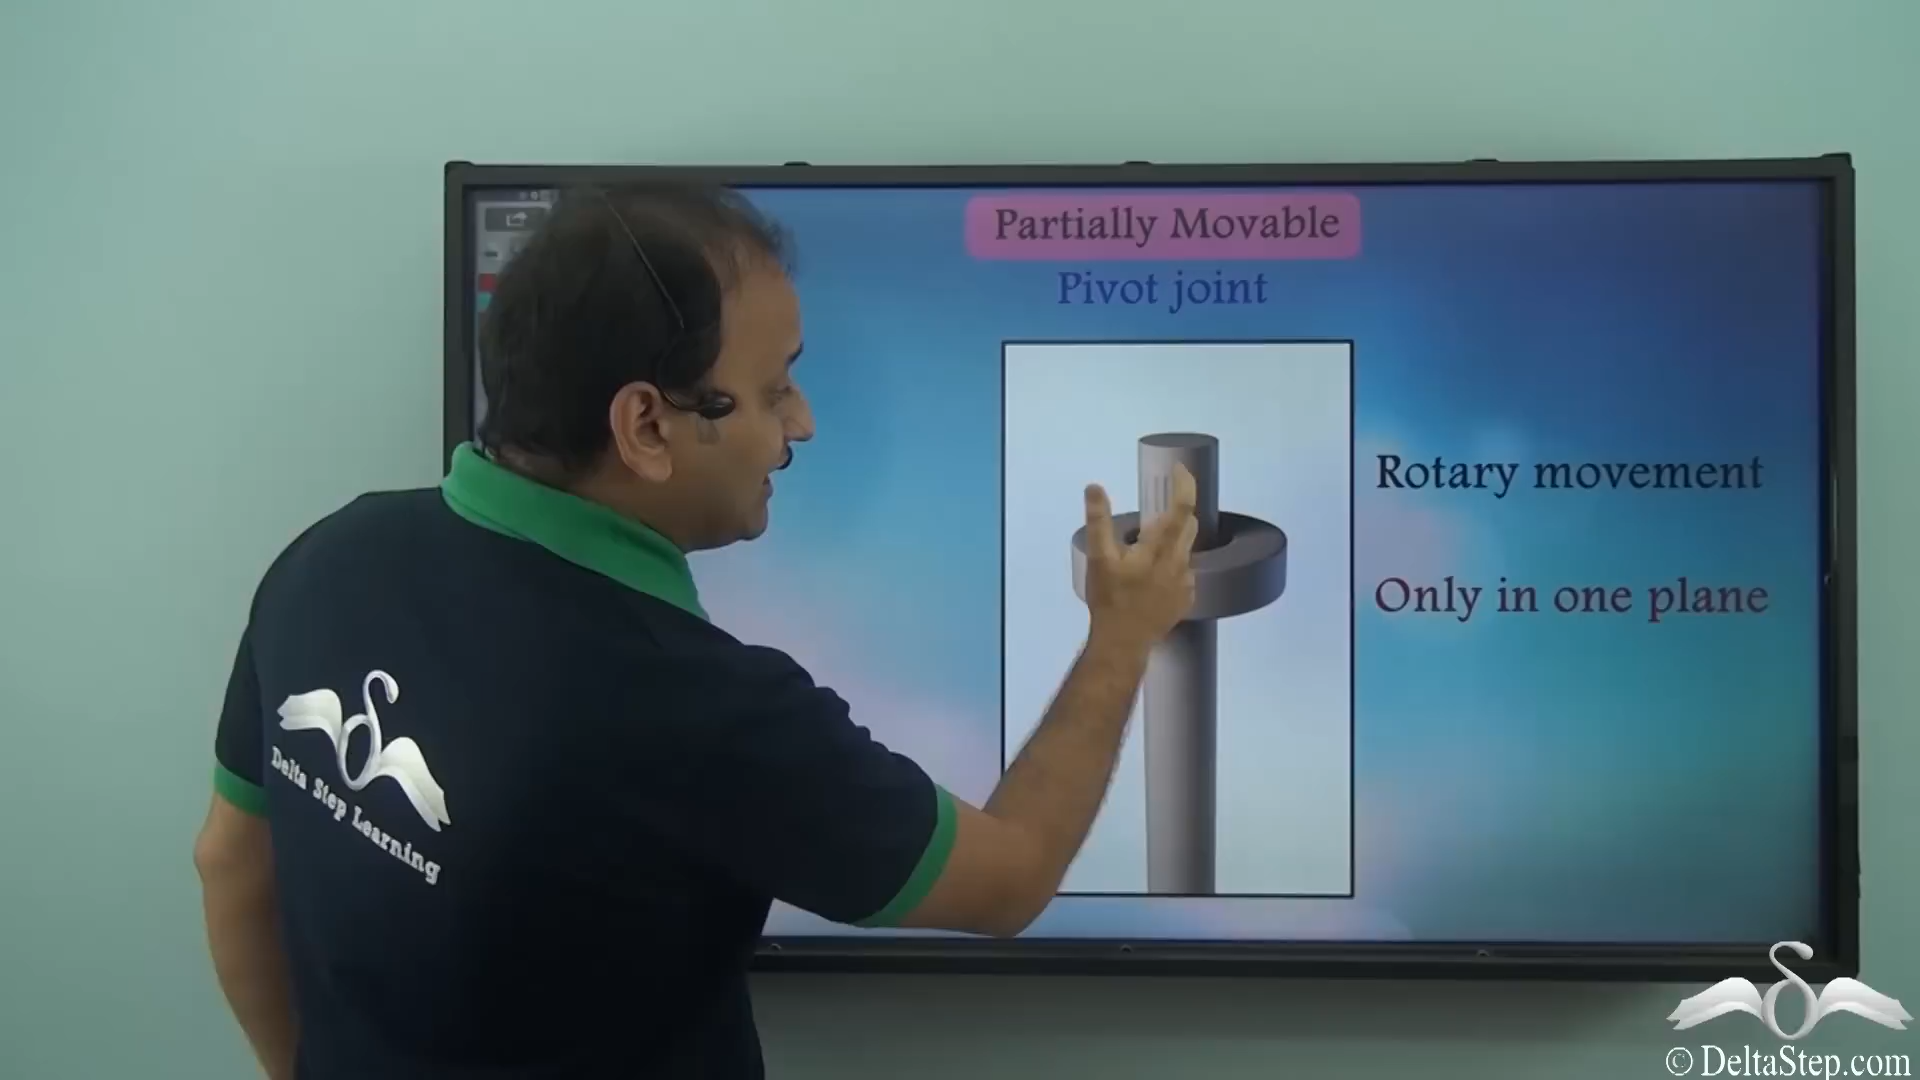 Partially Movable
Pivot joint
Rotary movement
Only in one plane
Delta Step Learning
© DeltaStep.com